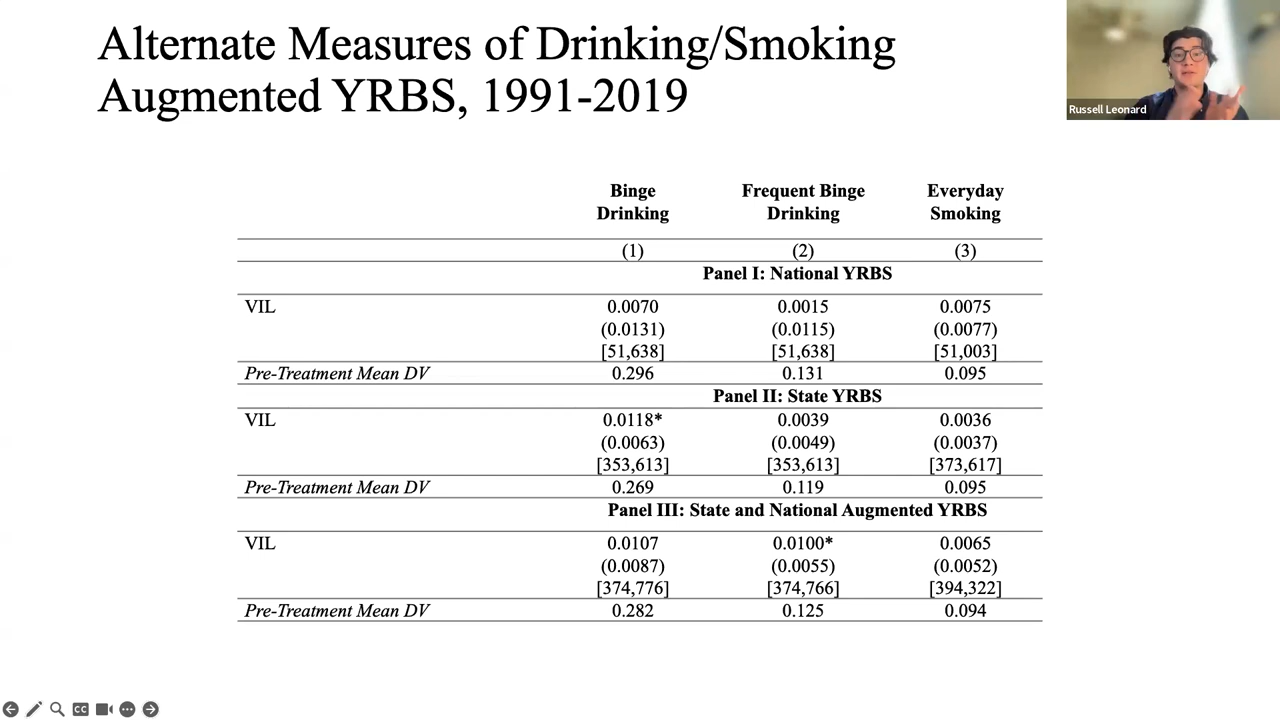 Alternate Measures of Drinking/Smoking
Augmented YRBS, 1991-2019
Russell Leonard
Binge Drinking Frequent Binge Drinking Everyday Smoking
(1) (2) (3)
Panel I: National YRBS
VIL 0.0070 0.0015 0.0075
(0.0131) (0.0115) (0.0077)
[51,638] [51,638] [51,003]
Pre-Treatment Mean DV 0.296 0.131 0.095
Panel II: State YRBS
VIL 0.0118* 0.0039 0.0036
(0.0063) (0.0049) (0.0037)
[353,613] [353,613] [373,617]
Pre-Treatment Mean DV 0.269 0.119 0.095
Panel III: State and National Augmented YRBS
VIL 0.0107 0.0100* 0.0065
(0.0087) (0.0055) (0.0052)
[374,776] [374,766] [394,322]
Pre-Treatment Mean DV 0.282 0.125 0.094
CC